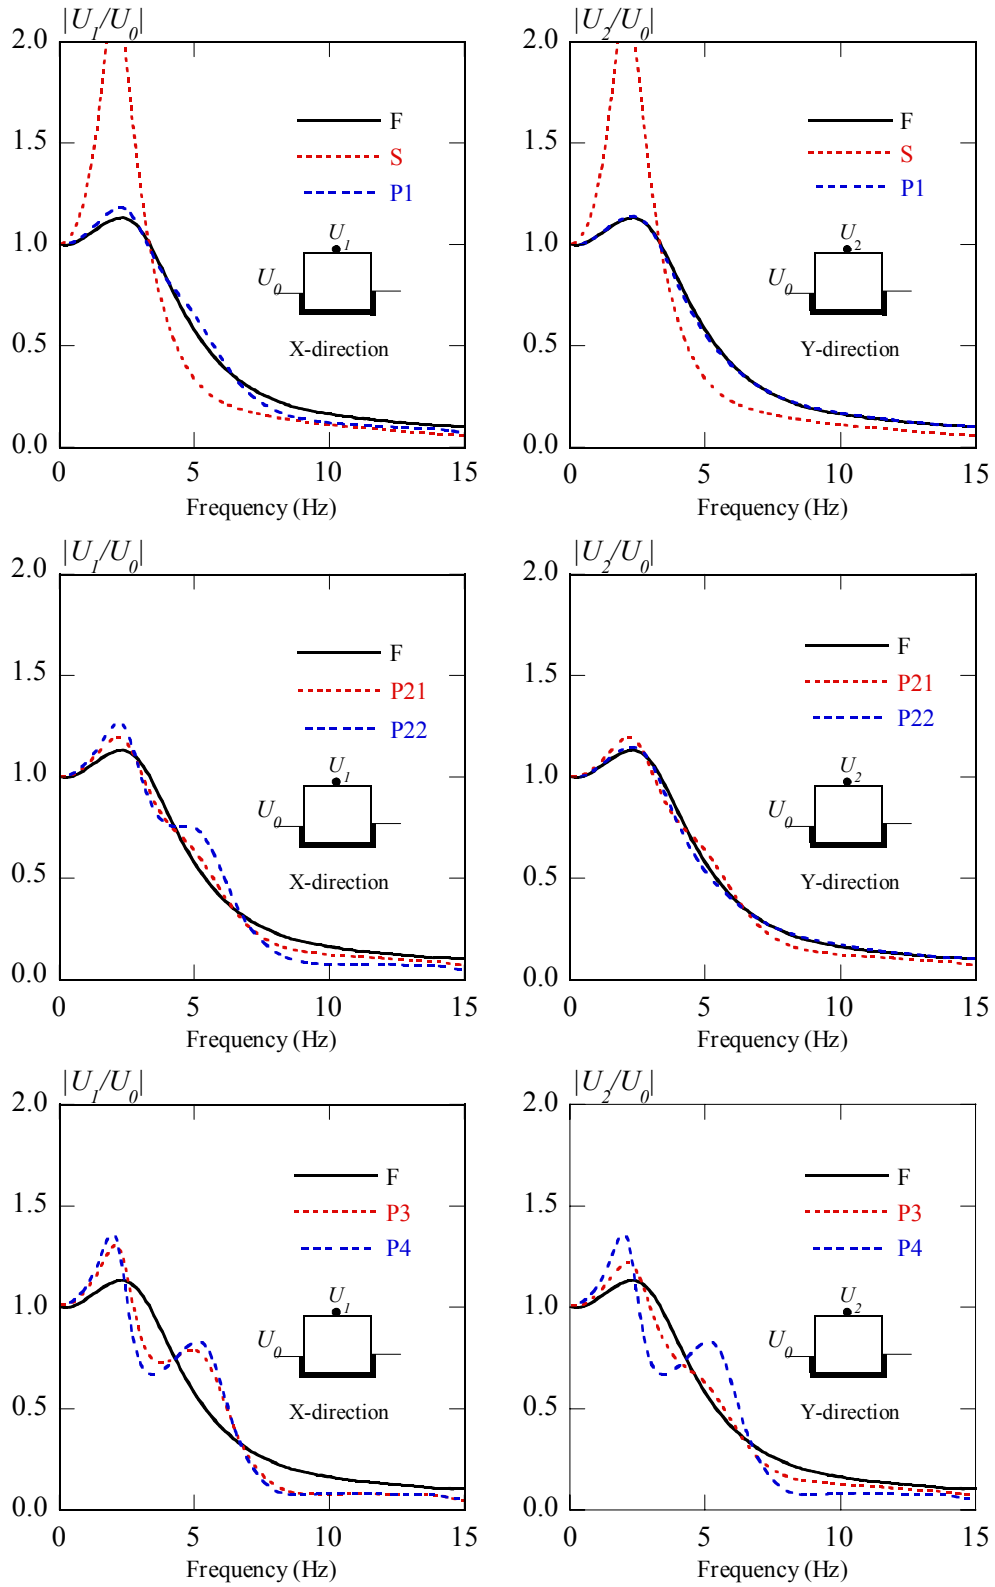 |U1/U0|
2.0
1.5
1.0
0.5
0.0
F
S
P1
U1
U0
X-direction
0 5 10 15
Frequency (Hz)
|U2/U0|
2.0
1.5
1.0
0.5
0.0
F
S
P1
U2
U0
Y-direction
0 5 10 15
Frequency (Hz)
|U1/U0|
2.0
1.5
1.0
0.5
0.0
F
P21
P22
U1
U0
X-direction
0 5 10 15
Frequency (Hz)
|U2/U0|
2.0
1.5
1.0
0.5
0.0
F
P21
P22
U2
U0
Y-direction
0 5 10 15
Frequency (Hz)
|U1/U0|
2.0
1.5
1.0
0.5
0.0
F
P3
P4
U1
U0
X-direction
0 5 10 15
Frequency (Hz)
|U2/U0|
2.0
1.5
1.0
0.5
0.0
F
P3
P4
U2
U0
Y-direction
0 5 10 15
Frequency (Hz)